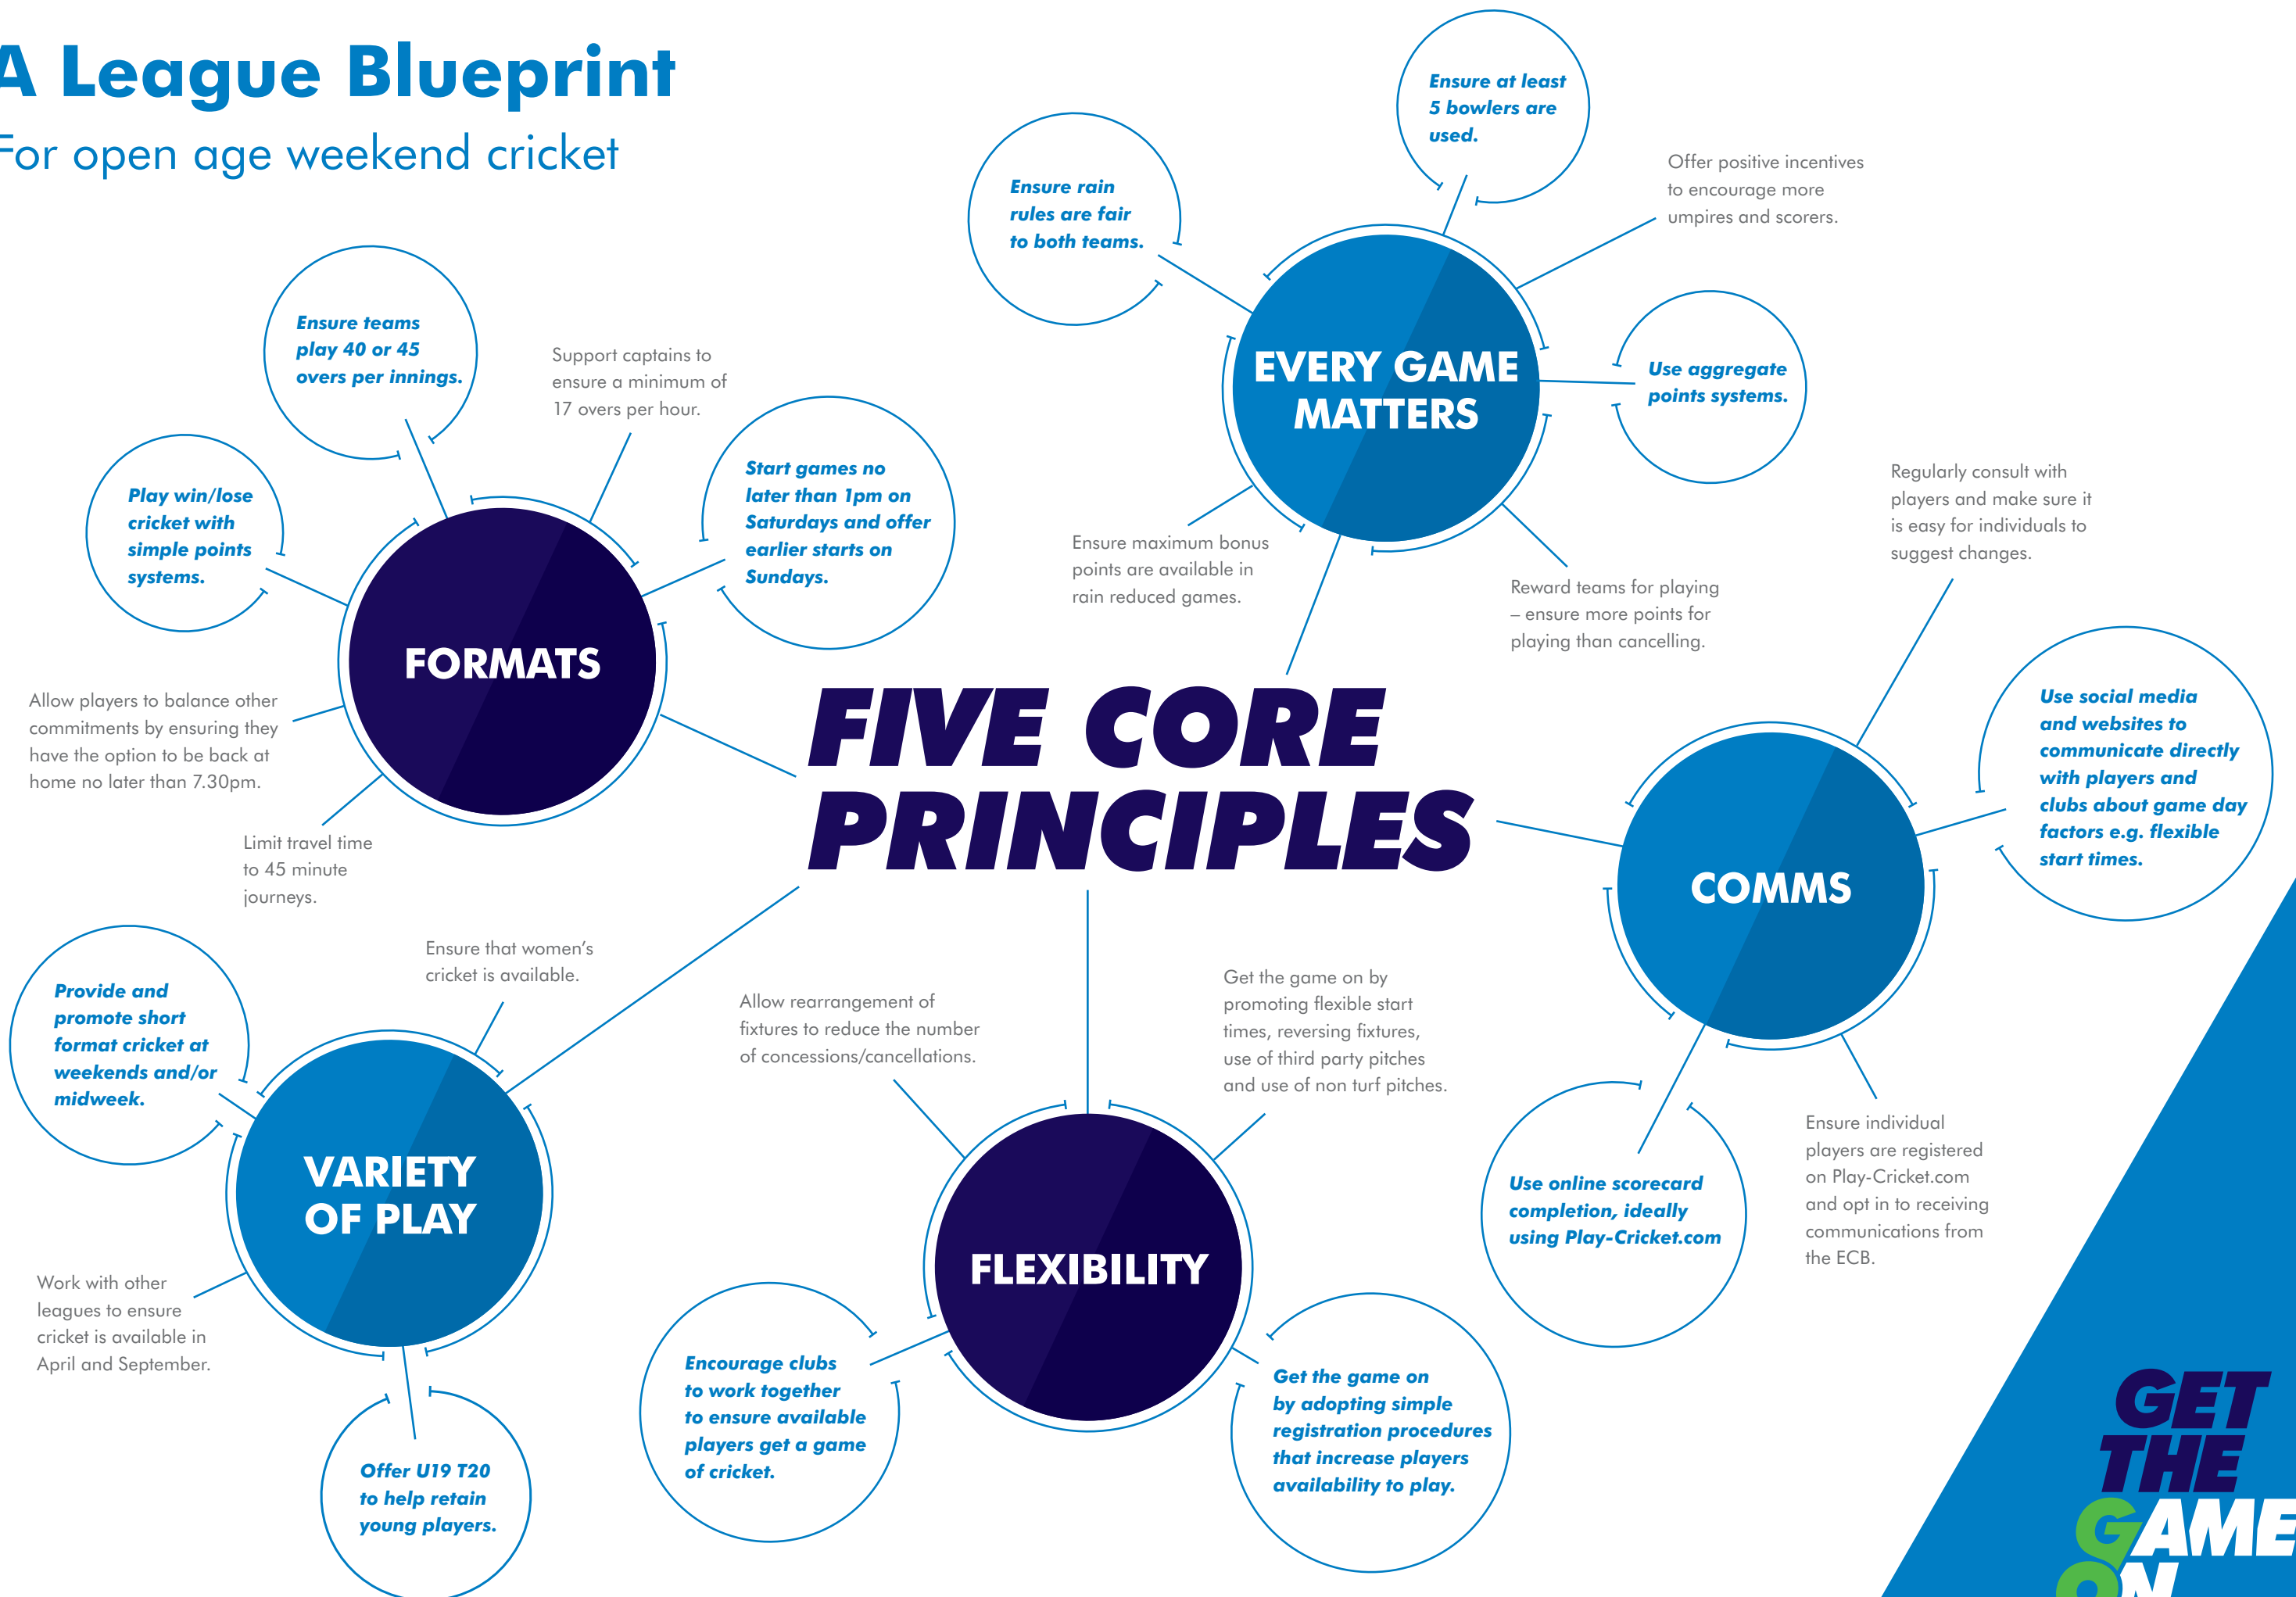 A League Blueprint
For open age weekend cricket
Ensure at least
5 bowlers are
used.
Ensure rain
rules are fair
to both teams.
Offer positive incentives
to encourage more
umpires and scorers.
EVERY GAME
MATTERS
Use aggregate
points systems.
Ensure maximum bonus
points are available in
rain reduced games.
Reward teams for playing
– ensure more points for
playing than cancelling.
Ensure teams
play 40 or 45
overs per innings.
Support captains to
ensure a minimum of
17 overs per hour.
Play win/lose
cricket with
simple points
systems.
Start games no
later than 1pm on
Saturdays and offer
earlier starts on
Sundays.
FORMATS
Allow players to balance other
commitments by ensuring they
have the option to be back at
home no later than 7.30pm.
Limit travel time
to 45 minute
journeys.
FIVE CORE
PRINCIPLES
Regularly consult with
players and make sure it
is easy for individuals to
suggest changes.
Use social media
and websites to
communicate directly
with players and
clubs about game day
factors e.g. flexible
start times.
COMMS
Use online scorecard
completion, ideally
using Play-Cricket.com
Ensure individual
players are registered
on Play-Cricket.com
and opt in to receiving
communications from
the ECB.
Ensure that women's
cricket is available.
Provide and
promote short
format cricket at
weekends and/or
midweek.
VARIETY
OF PLAY
Work with other
leagues to ensure
cricket is available in
April and September.
Offer U19 T20
to help retain
young players.
Allow rearrangement of
fixtures to reduce the number
of concessions/cancellations.
Get the game on by
promoting flexible start
times, reversing fixtures,
use of third party pitches
and use of non turf pitches.
FLEXIBILITY
Encourage clubs
to work together
to ensure available
players get a game
of cricket.
Get the game on
by adopting simple
registration procedures
that increase players
availability to play.
GET
THE
GAME
ON